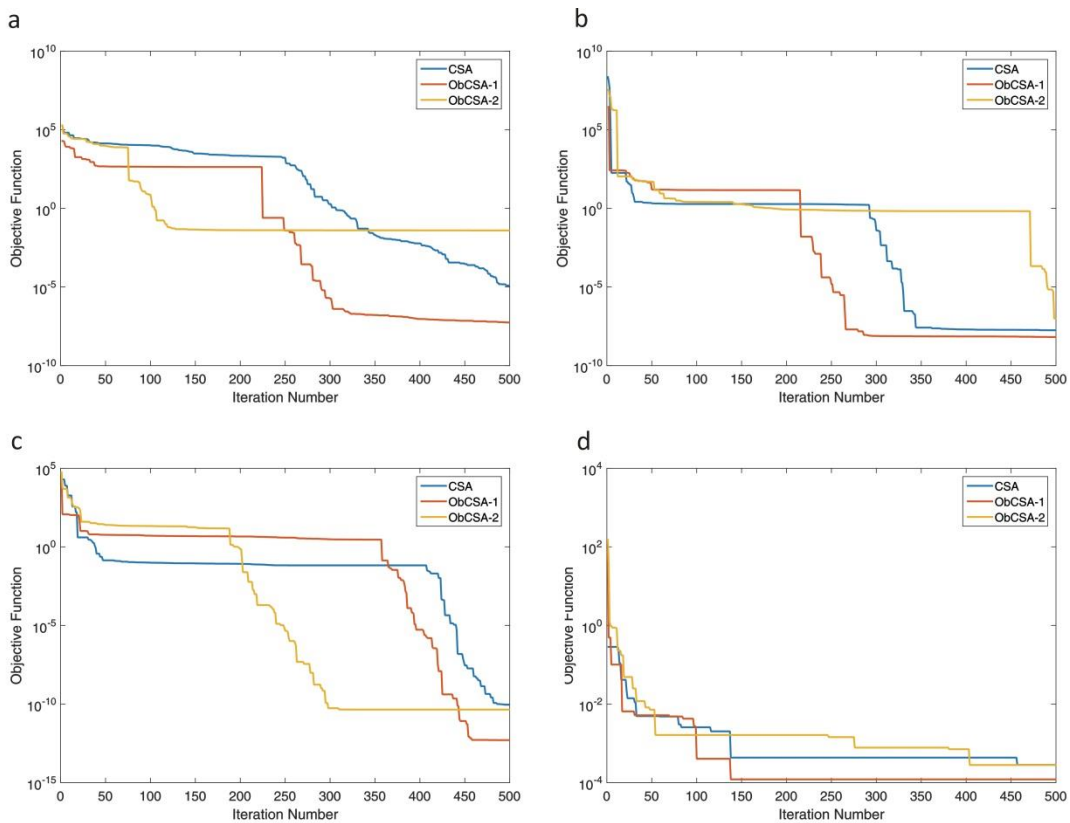 a
10^10
10^5
10^0
10^-5
10^-10
Objective Function
0 50 100 150 200 250 300 350 400 450 500
Iteration Number
CSA
ObCSA-1
ObCSA-2
b
10^10
10^5
10^0
10^-5
10^-10
Objective Function
0 50 100 150 200 250 300 350 400 450 500
Iteration Number
CSA
ObCSA-1
ObCSA-2
c
10^5
10^0
10^-5
10^-10
10^-15
Objective Function
0 50 100 150 200 250 300 350 400 450 500
Iteration Number
CSA
ObCSA-1
ObCSA-2
d
10^4
10^2
10^0
10^-2
10^-4
Objective Function
0 50 100 150 200 250 300 350 400 450 500
Iteration Number
CSA
ObCSA-1
ObCSA-2